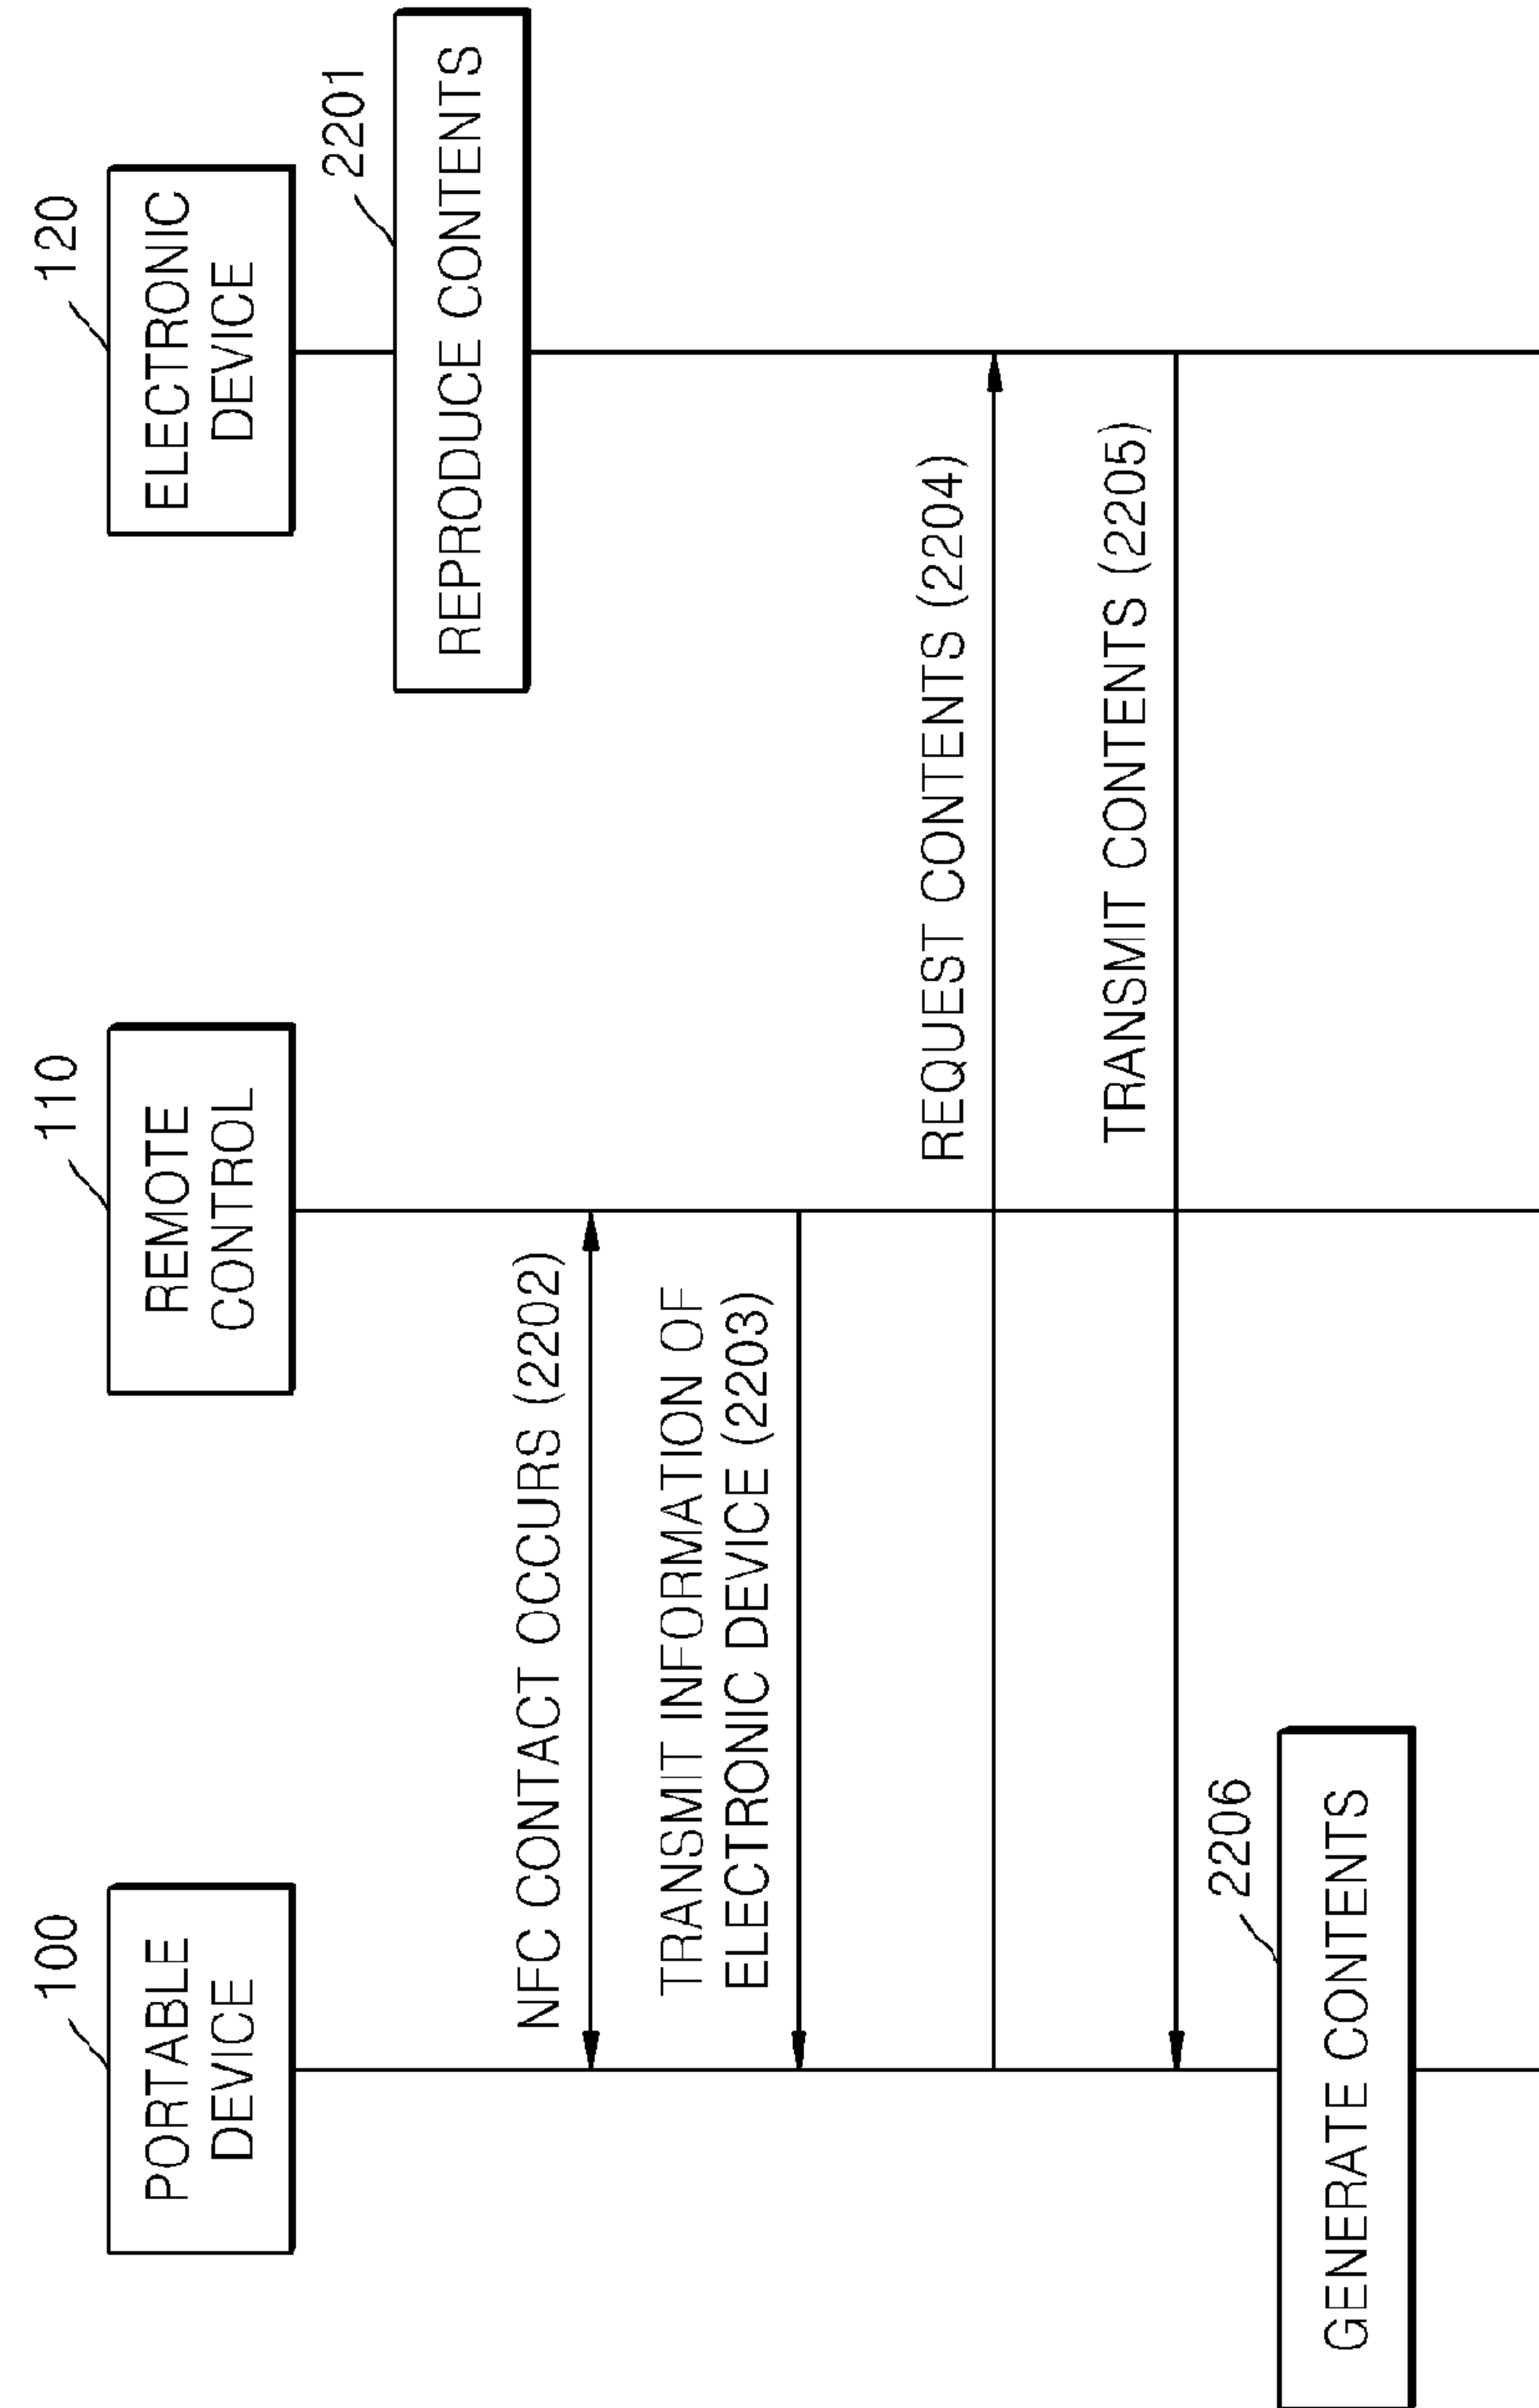 100
PORTABLE
DEVICE
110
REMOTE
CONTROL
120
ELECTRONIC
DEVICE
2201
REPRODUCE CONTENTS
NFC CONTACT OCCURS (2202)
TRANSMIT INFORMATION OF
ELECTRONIC DEVICE (2203)
REQUEST CONTENTS (2204)
TRANSMIT CONTENTS (2205)
2206
GENERATE CONTENTS